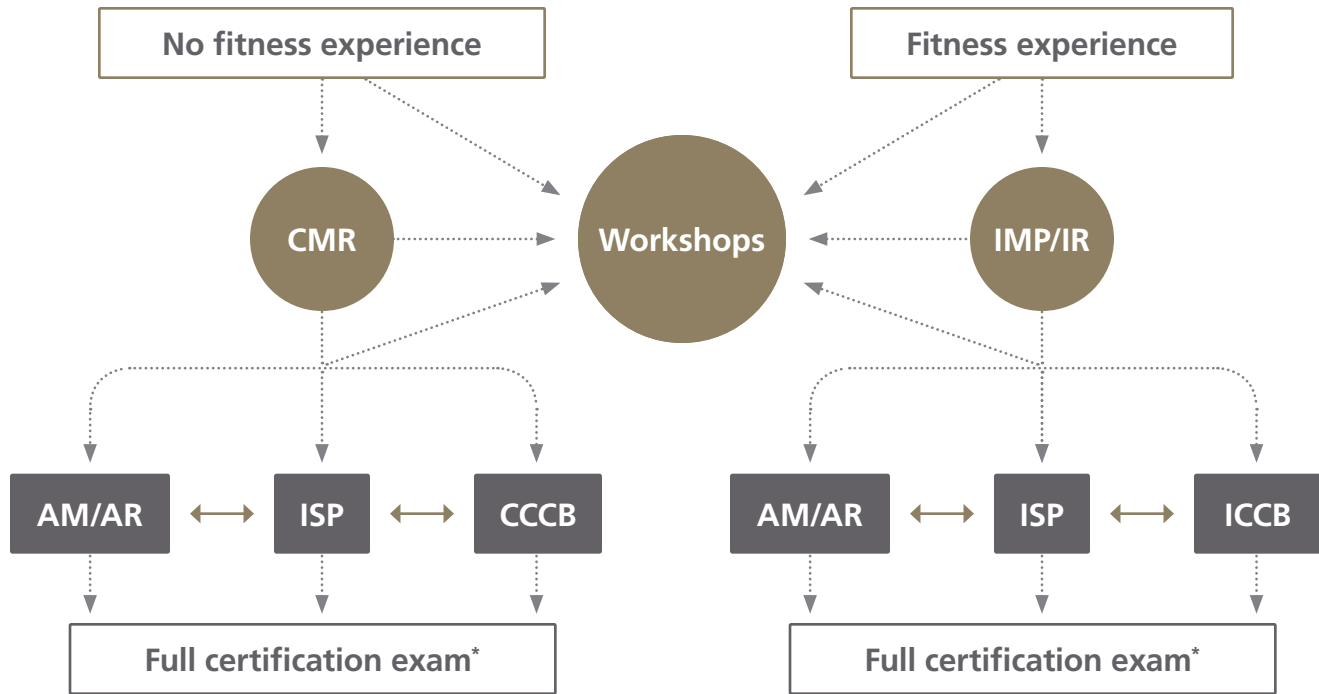 No fitness experience
Fitness experience
CMR
Workshops
IMP/IR
AM/AR
ISP
CCCB
AM/AR
ISP
ICCB
Full certification exam*
Full certification exam*